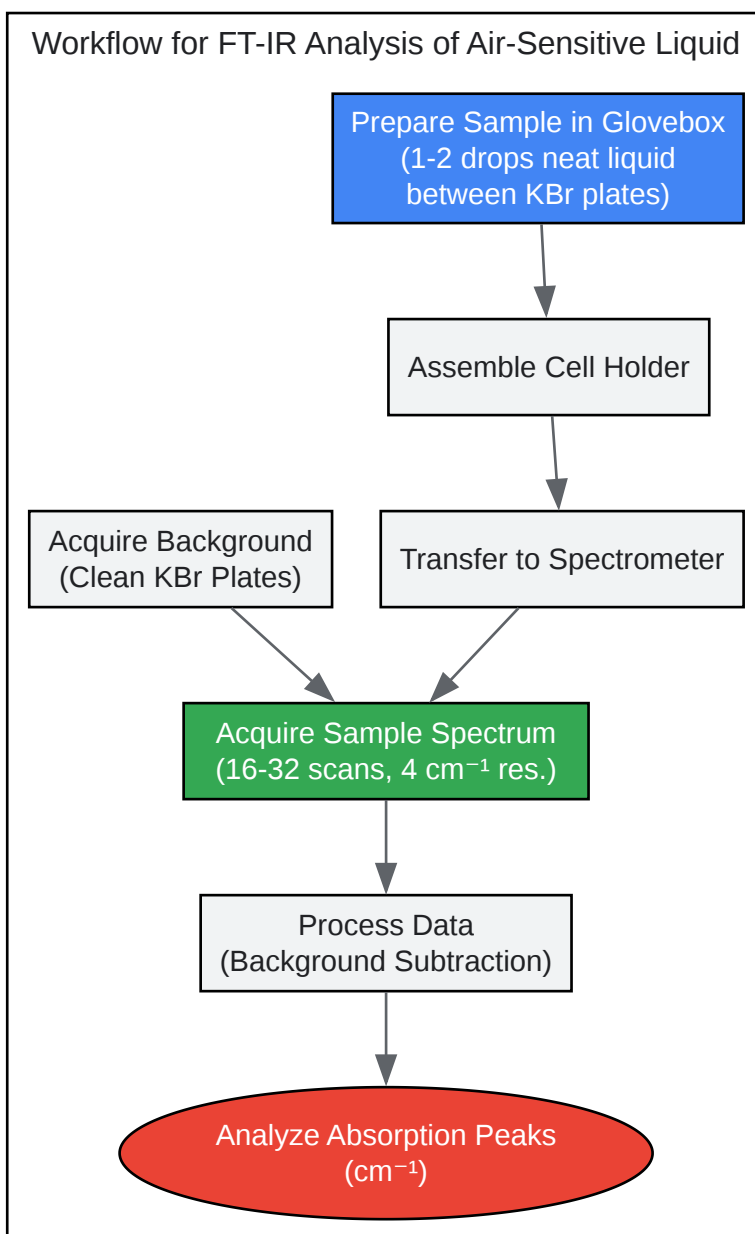 Workflow for FT-IR Analysis of Air-Sensitive Liquid
Prepare Sample in Glovebox
(1-2 drops neat liquid
between KBr plates)
Assemble Cell Holder
Acquire Background
(Clean KBr Plates)
Transfer to Spectrometer
Acquire Sample Spectrum
(16-32 scans, 4 cm⁻¹ res.)
Process Data
(Background Subtraction)
Analyze Absorption Peaks
(cm⁻¹)